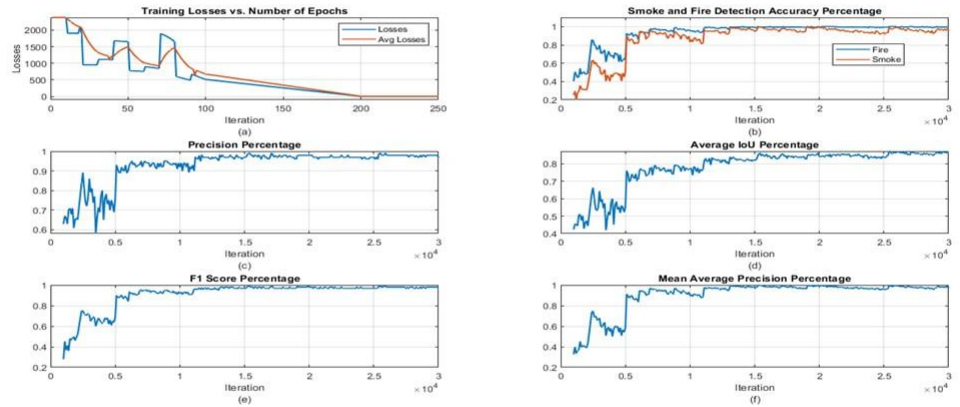 Training Losses vs. Number of Epochs
Losses
Losses
Avg Losses
2000
1500
1000
500
0
0 50 100 150 200 250
Iteration
(a)
Smoke and Fire Detection Accuracy Percentage
Fire
Smoke
1
0.8
0.6
0.4
0.2
0 0.5 1 1.5 2 2.5 3
Iteration
×10⁴
(b)
Precision Percentage
1
0.9
0.8
0.7
0.6
0 0.5 1 1.5 2 2.5 3
Iteration
×10⁴
(c)
Average IoU Percentage
0.8
0.7
0.6
0.5
0.4
0 0.5 1 1.5 2 2.5 3
Iteration
×10⁴
(d)
F1 Score Percentage
1
0.8
0.6
0.4
0.2
0 0.5 1 1.5 2 2.5 3
Iteration
×10⁴
(e)
Mean Average Precision Percentage
1
0.8
0.6
0.4
0.2
0 0.5 1 1.5 2 2.5 3
Iteration
×10⁴
(f)